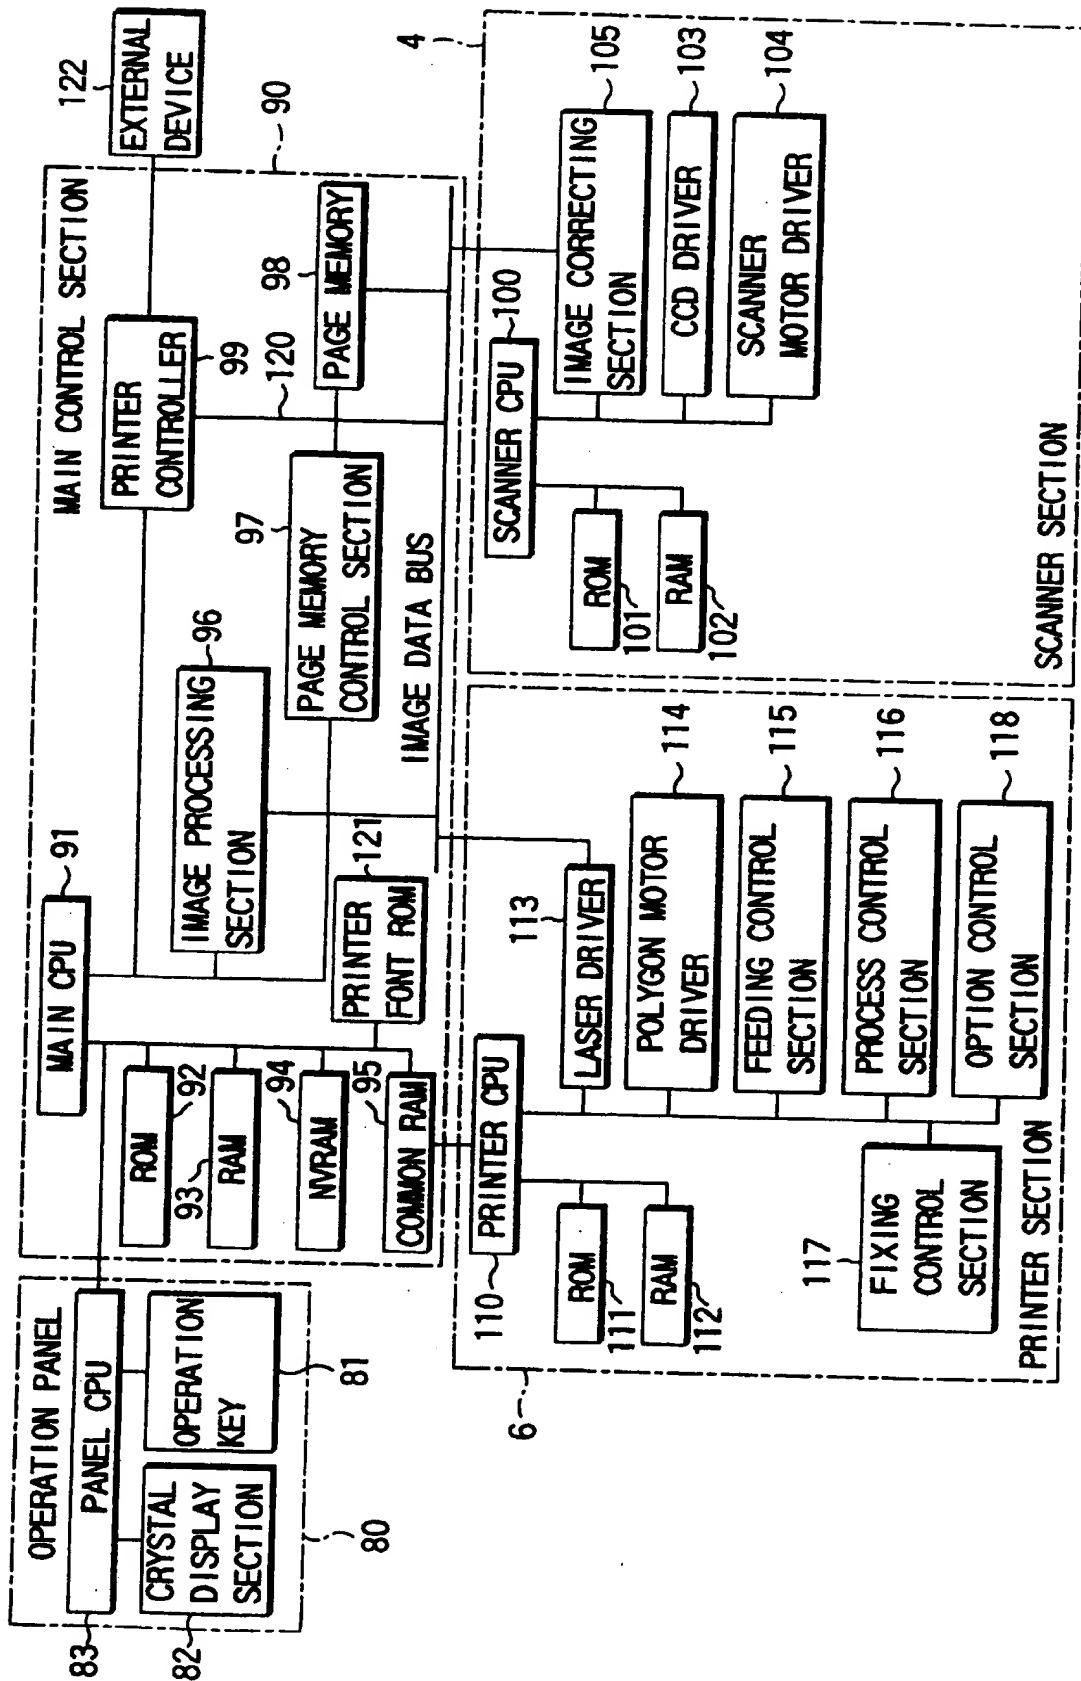 OPERATION PANEL
83
PANEL CPU
82
CRYSTAL
DISPLAY
SECTION
OPERATION
KEY
81
80
MAIN CONTROL SECTION
90
MAIN CPU
91
ROM
92
93
RAM
94
NVRAM
95
COMMON RAM
IMAGE PROCESSING
SECTION
96
PRINTER
FONT ROM
121
PRINTER
CONTROLLER
99
120
97
PAGE MEMORY
CONTROL SECTION
98
PAGE MEMORY
IMAGE DATA BUS
122
EXTERNAL
DEVICE
6
110
PRINTER CPU
ROM
111
RAM
112
113
LASER DRIVER
POLYGON MOTOR
DRIVER
114
FEEDING CONTROL
SECTION
115
PROCESS CONTROL
SECTION
116
117
FIXING
CONTROL
SECTION
OPTION CONTROL
SECTION
118
PRINTER SECTION
4
SCANNER CPU
100
ROM
101
RAM
102
IMAGE CORRECTING
SECTION
105
CCD DRIVER
103
SCANNER
MOTOR DRIVER
104
SCANNER SECTION